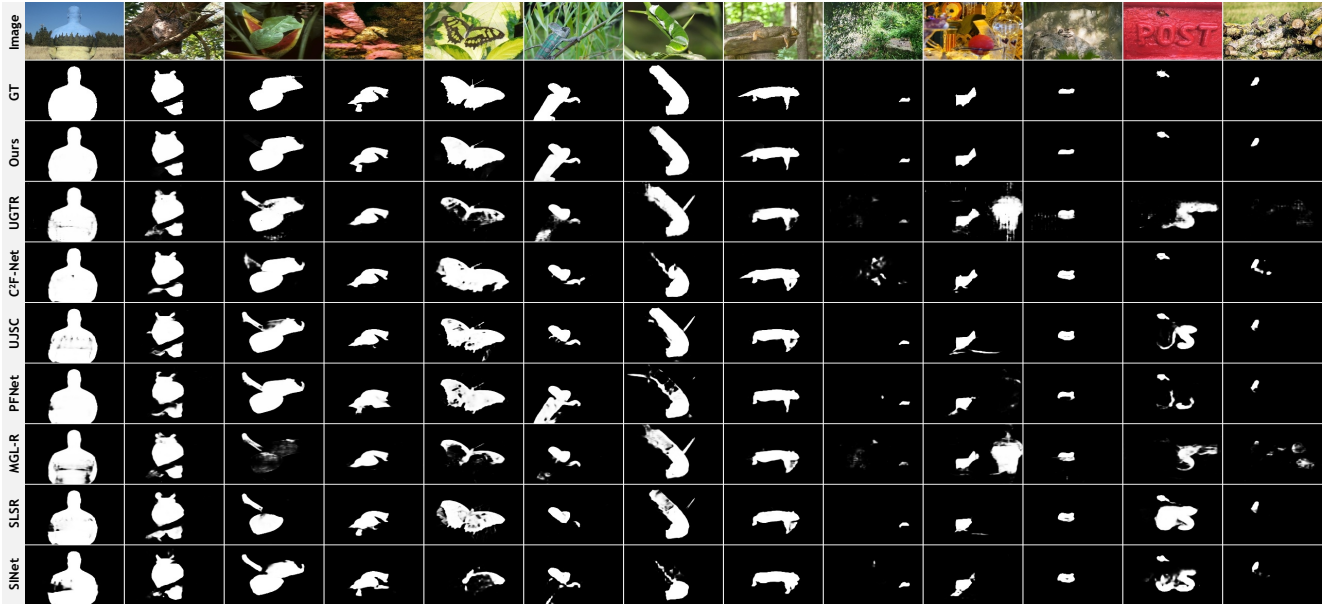 Image
POST
GT
Ours
UGTR
C²F-Net
UJSC
PFNet
MGL-R
SLSR
SINet